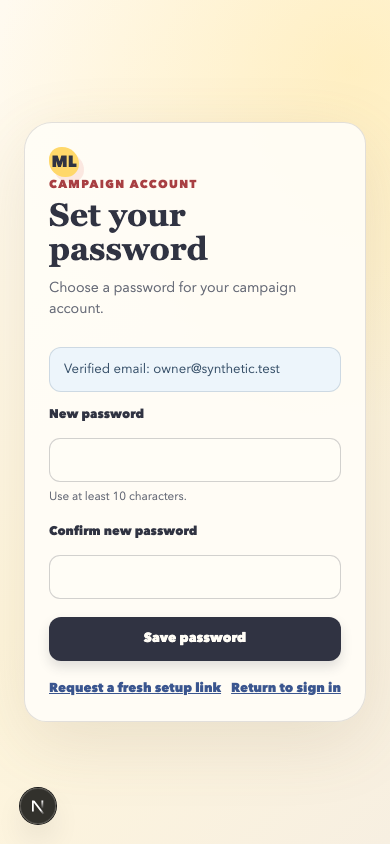 ML
CAMPAIGN ACCOUNT
Set your
password
Choose a password for your campaign
account.
Verified email: owner@synthetic.test
New password
Use at least 10 characters.
Confirm new password
Save password
Request a fresh setup link Return to sign in
N